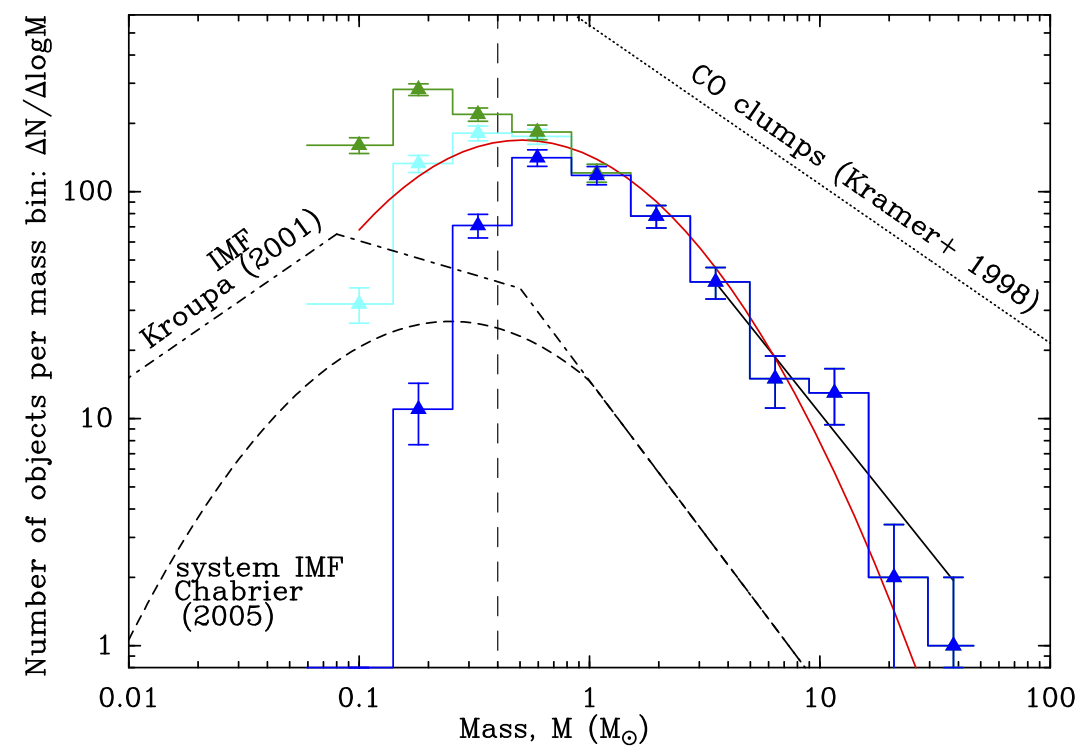 Number of objects per mass bin: ΔN/ΔlogM
100
10
1
CO clumps (Kramer+ 1998)
IMF
Kroupa (2001)
system IMF
Chabrier
(2005)
0.01 0.1 1 10 100
Mass, M (M⊙)